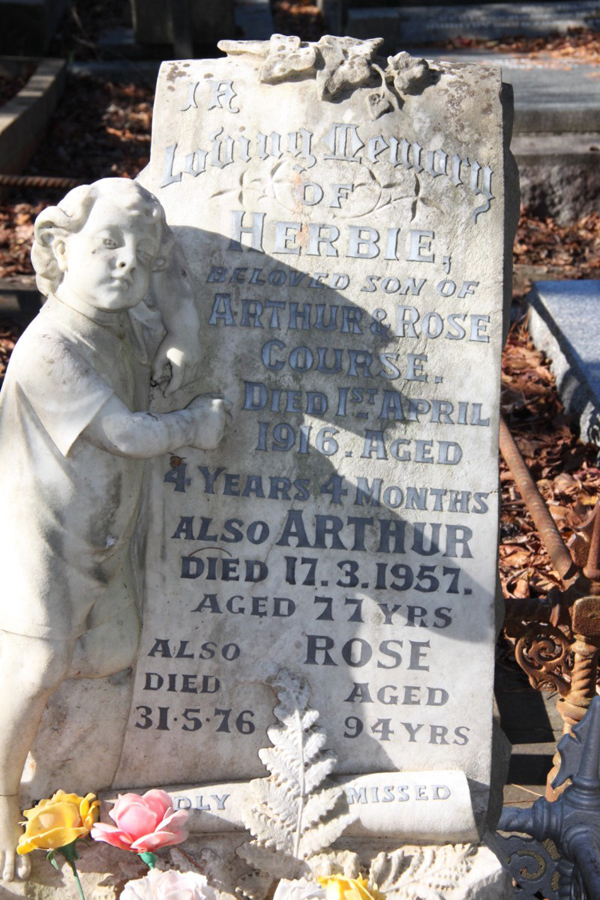 In
Loving Memory
OF
HERBIE,
BELOVED SON OF
ARTHUR & ROSE
COURSE.
DIED 1ST APRIL
1916. AGED
4 YEARS 4 MONTHS
ALSO ARTHUR
DIED 17.3.1957.
AGED 77 YRS
ALSO ROSE
DIED AGED
31·5·76 94 YRS
DLY MISSED